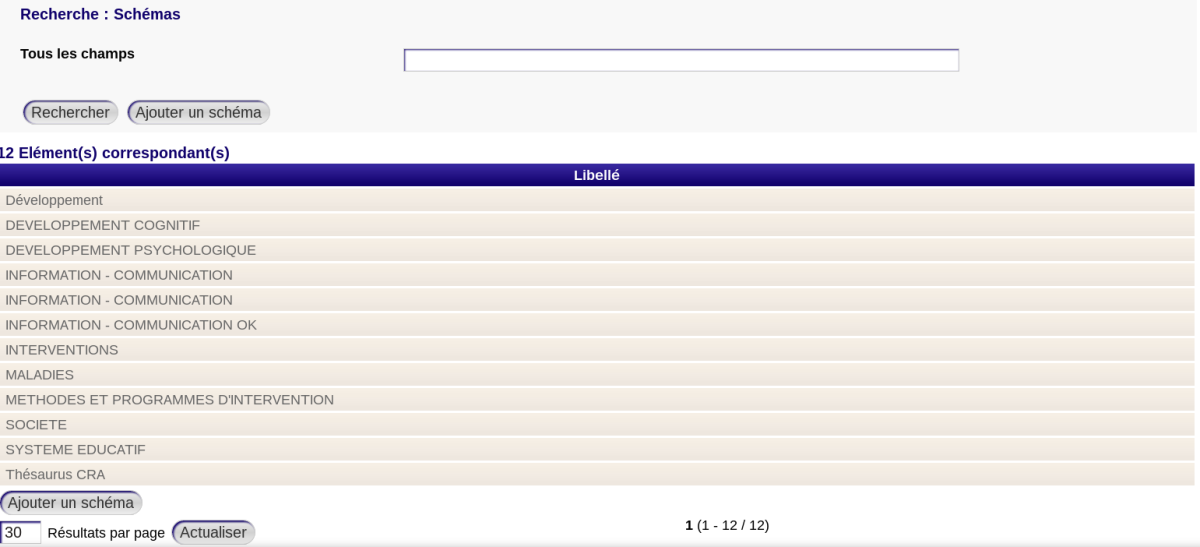 Recherche : Schémas
Tous les champs
Rechercher Ajouter un schéma
12 Elément(s) correspondant(s)
Libellé
Développement
DEVELOPPEMENT COGNITIF
DEVELOPPEMENT PSYCHOLOGIQUE
INFORMATION - COMMUNICATION
INFORMATION - COMMUNICATION
INFORMATION - COMMUNICATION OK
INTERVENTIONS
MALADIES
METHODES ET PROGRAMMES D'INTERVENTION
SOCIETE
SYSTEME EDUCATIF
Thésaurus CRA
Ajouter un schéma
30 Résultats par page Actualiser 1 (1 - 12 / 12)